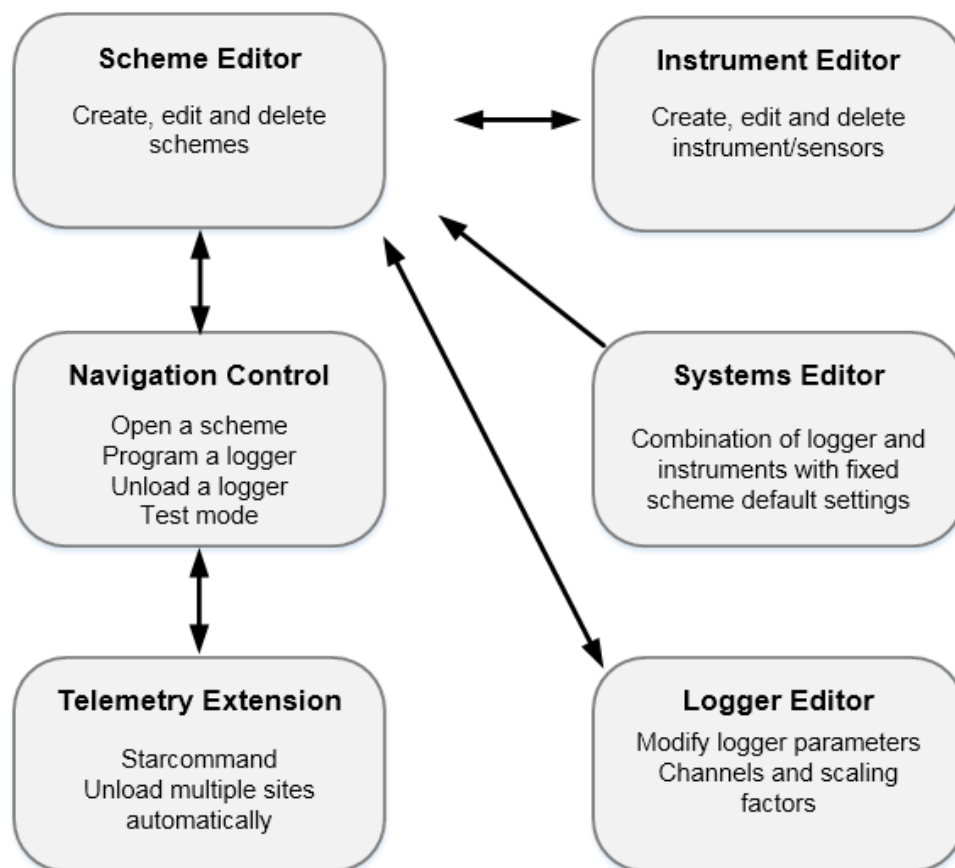 Scheme Editor
Create, edit and delete
schemes
Instrument Editor
Create, edit and delete
instrument/sensors
Navigation Control
Open a scheme
Program a logger
Unload a logger
Test mode
Systems Editor
Combination of logger and
instruments with fixed
scheme default settings
Telemetry Extension
Starcommand
Unload multiple sites
automatically
Logger Editor
Modify logger parameters
Channels and scaling
factors